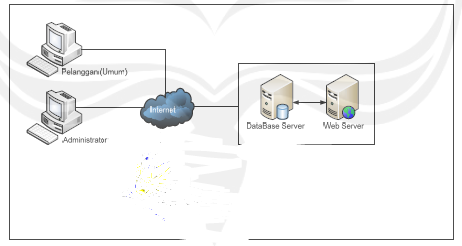 Pelanggan(Umum)
Internet
Administrator
DataBase Server
Web Server